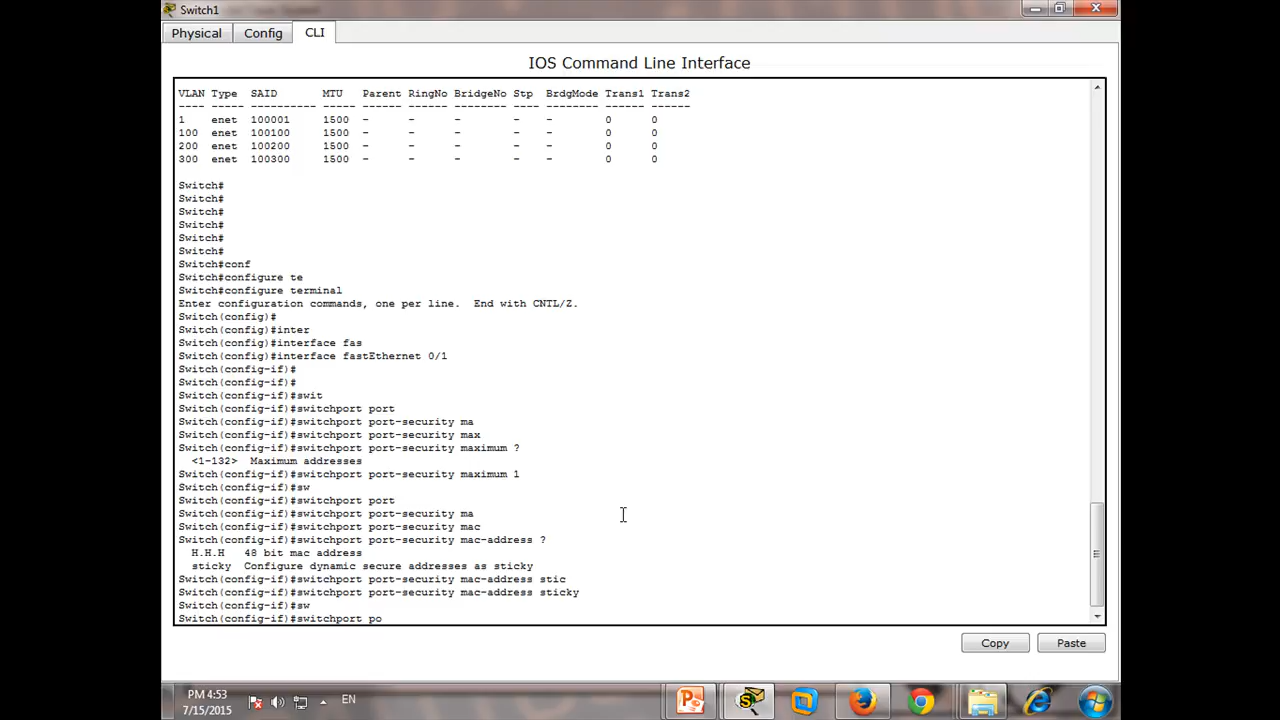 Switch1
Physical Config CLI
IOS Command Line Interface
VLAN Type SAID MTU Parent RingNo BridgeNo Stp BrdgMode Trans1 Trans2
---- ----- ---------- ----- ------ ------ -------- ---- -------- ------ ------
1 enet 100001 1500 - - - - - 0 0
100 enet 100100 1500 - - - - - 0 0
200 enet 100200 1500 - - - - - 0 0
300 enet 100300 1500 - - - - - 0 0
Switch#
Switch#
Switch#
Switch#
Switch#
Switch#
Switch#conf
Switch#configure te
Switch#configure terminal
Enter configuration commands, one per line. End with CNTL/Z.
Switch(config)#
Switch(config)#inter
Switch(config)#interface fas
Switch(config)#interface fastEthernet 0/1
Switch(config-if)#
Switch(config-if)#
Switch(config-if)#swit
Switch(config-if)#switchport port
Switch(config-if)#switchport port-security ma
Switch(config-if)#switchport port-security max
Switch(config-if)#switchport port-security maximum ?
<1-132> Maximum addresses
Switch(config-if)#switchport port-security maximum 1
Switch(config-if)#sw
Switch(config-if)#switchport port
Switch(config-if)#switchport port-security ma
Switch(config-if)#switchport port-security mac
Switch(config-if)#switchport port-security mac-address ?
H.H.H 48 bit mac address
sticky Configure dynamic secure addresses as sticky
Switch(config-if)#switchport port-security mac-address stic
Switch(config-if)#switchport port-security mac-address sticky
Switch(config-if)#sw
Switch(config-if)#switchport po
Copy Paste
PM 4:53
7/15/2015
EN